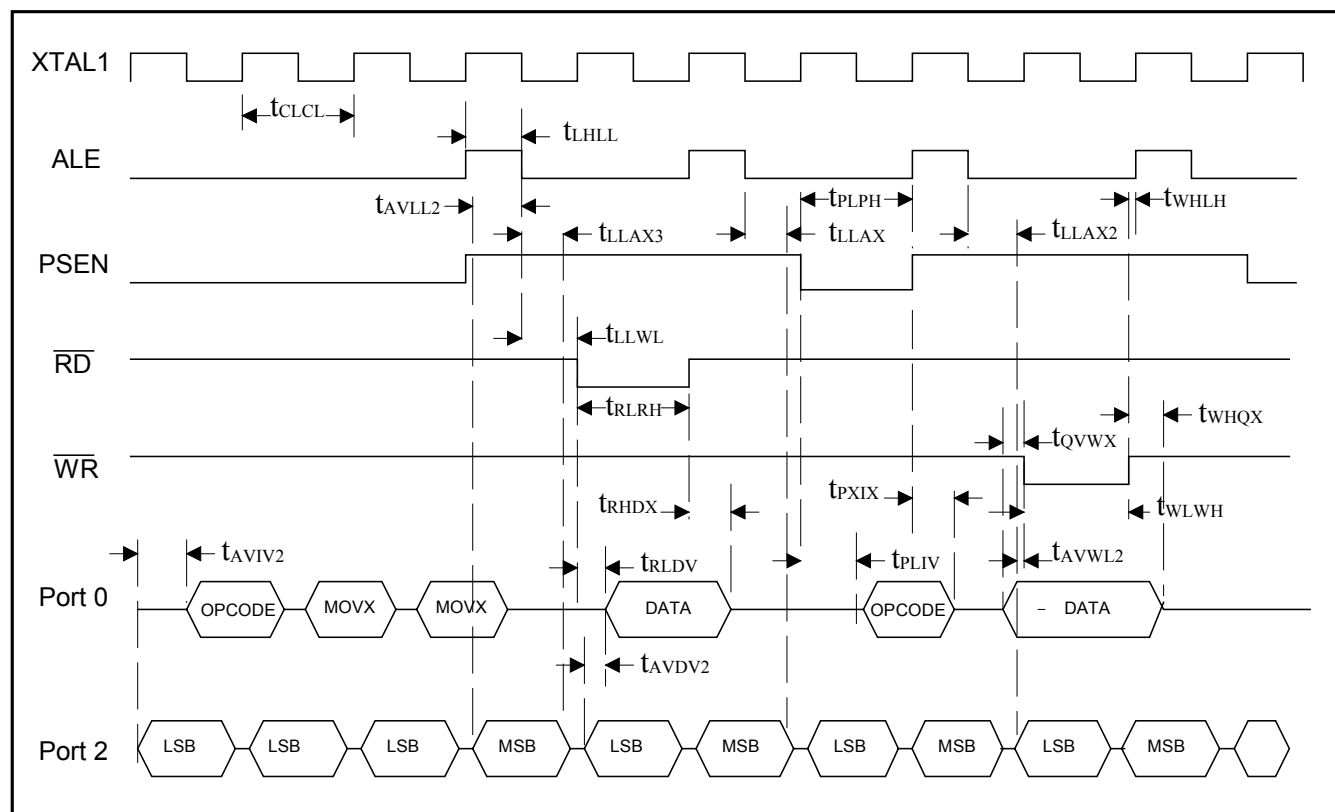 XTAL1
tCLCL
tLHLL
ALE
tAVLL2
tPLPH
tWHLH
tLLAX3
tLLAX
tLLAX2
PSEN
tLLWL
RD
tRLRH
tWHQX
tQVWX
WR
tRHDX
tPXIX
tWLWH
tAVIV2
tRLDV
tPLIV
tAVWL2
Port 0
OPCODE
MOVX
MOVX
DATA
OPCODE
- DATA
tAVDV2
Port 2
LSB
LSB
LSB
MSB
LSB
MSB
LSB
MSB
LSB
MSB